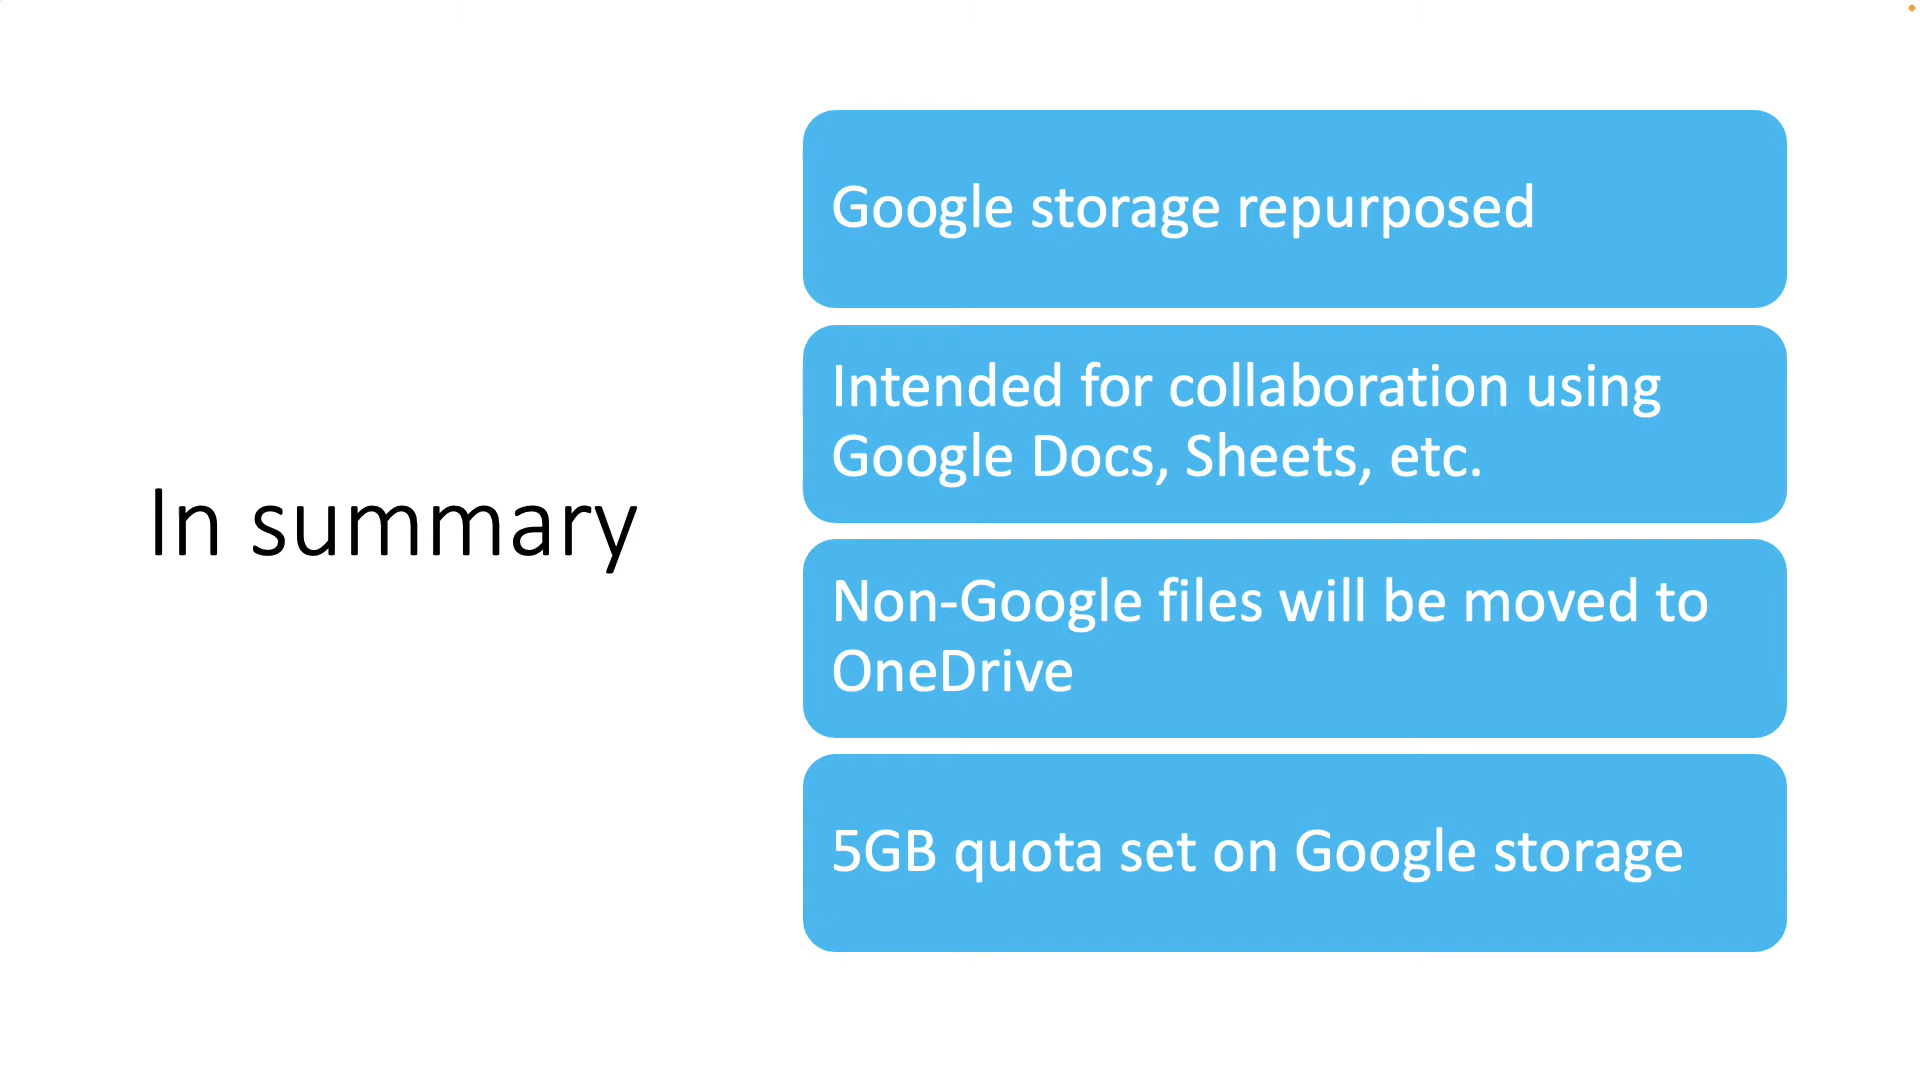 In summary
Google storage repurposed
Intended for collaboration using
Google Docs, Sheets, etc.
Non-Google files will be moved to
OneDrive
5GB quota set on Google storage